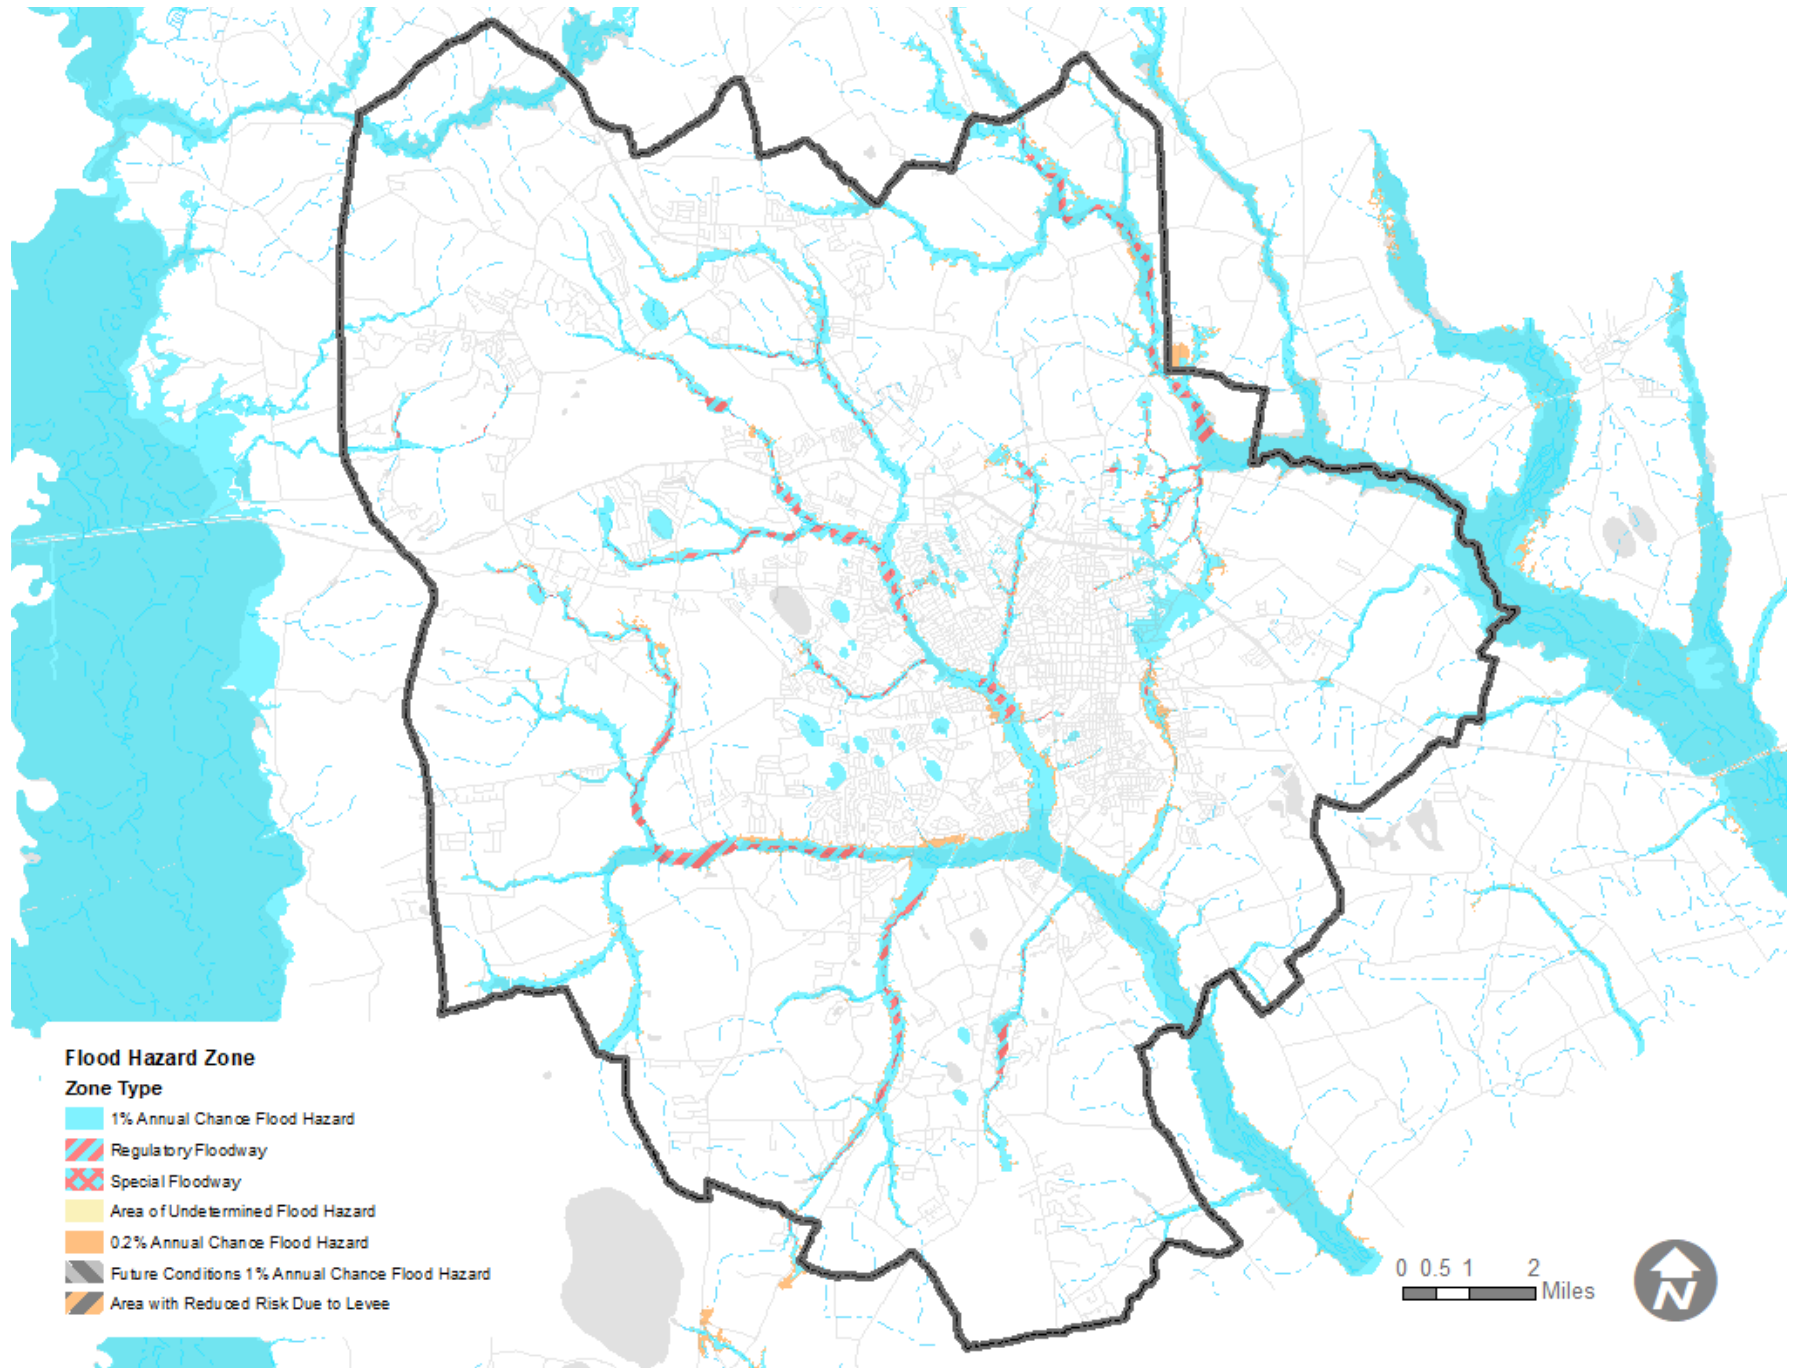 Flood Hazard Zone
Zone Type
1% Annual Chance Flood Hazard
Regulatory Floodway
Special Floodway
Area of Undetermined Flood Hazard
0.2% Annual Chance Flood Hazard
Future Conditions 1% Annual Chance Flood Hazard
Area with Reduced Risk Due to Levee
0 0.5 1 2
Miles
N